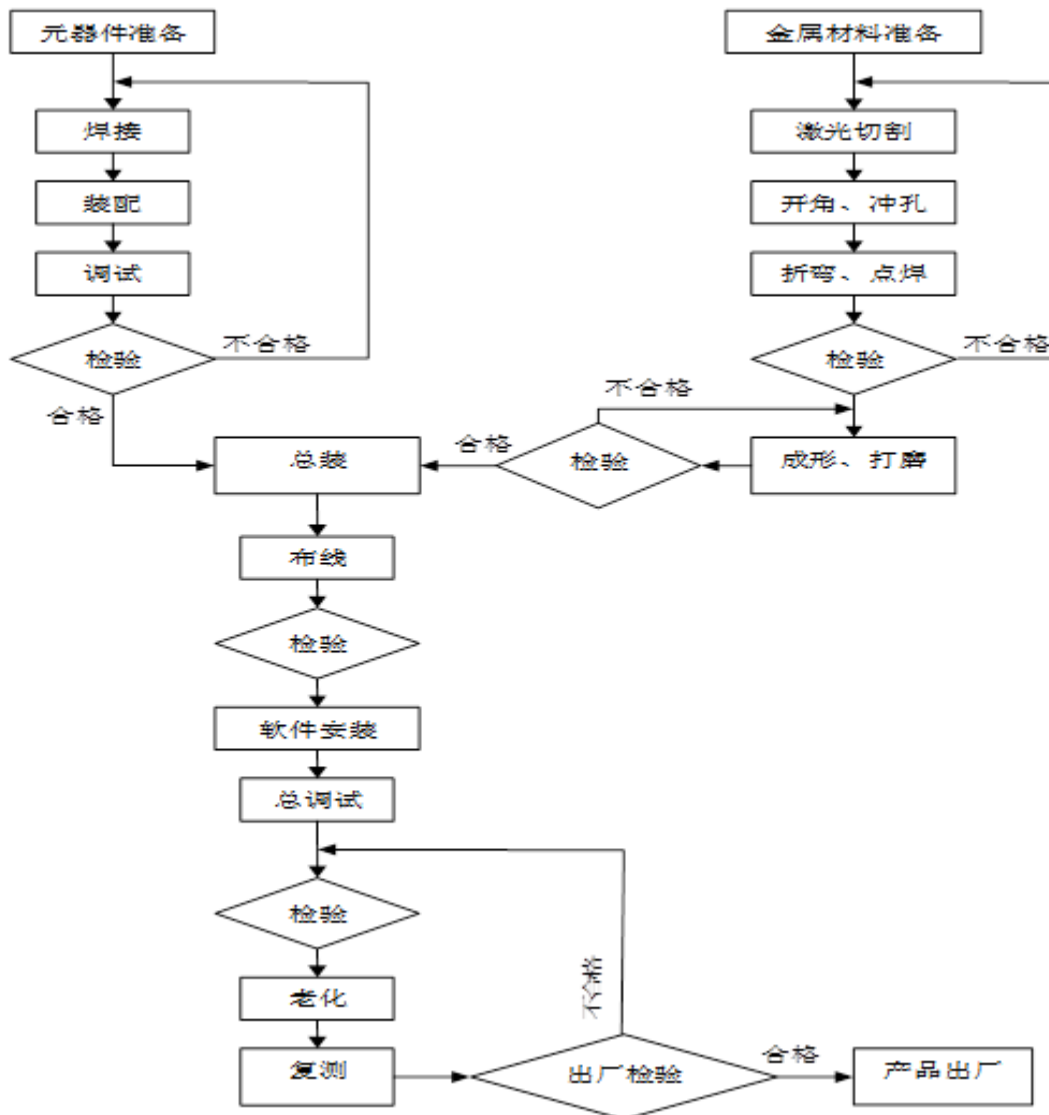 元器件准备
金属材料准备
焊接
激光切割
装配
开角、冲孔
调试
折弯、点焊
检验
不合格
检验
不合格
合格
不合格
总装
合格
检验
成形、打磨
布线
检验
软件安装
总调试
检验
不合格
老化
复测
出厂检验
合格
产品出厂